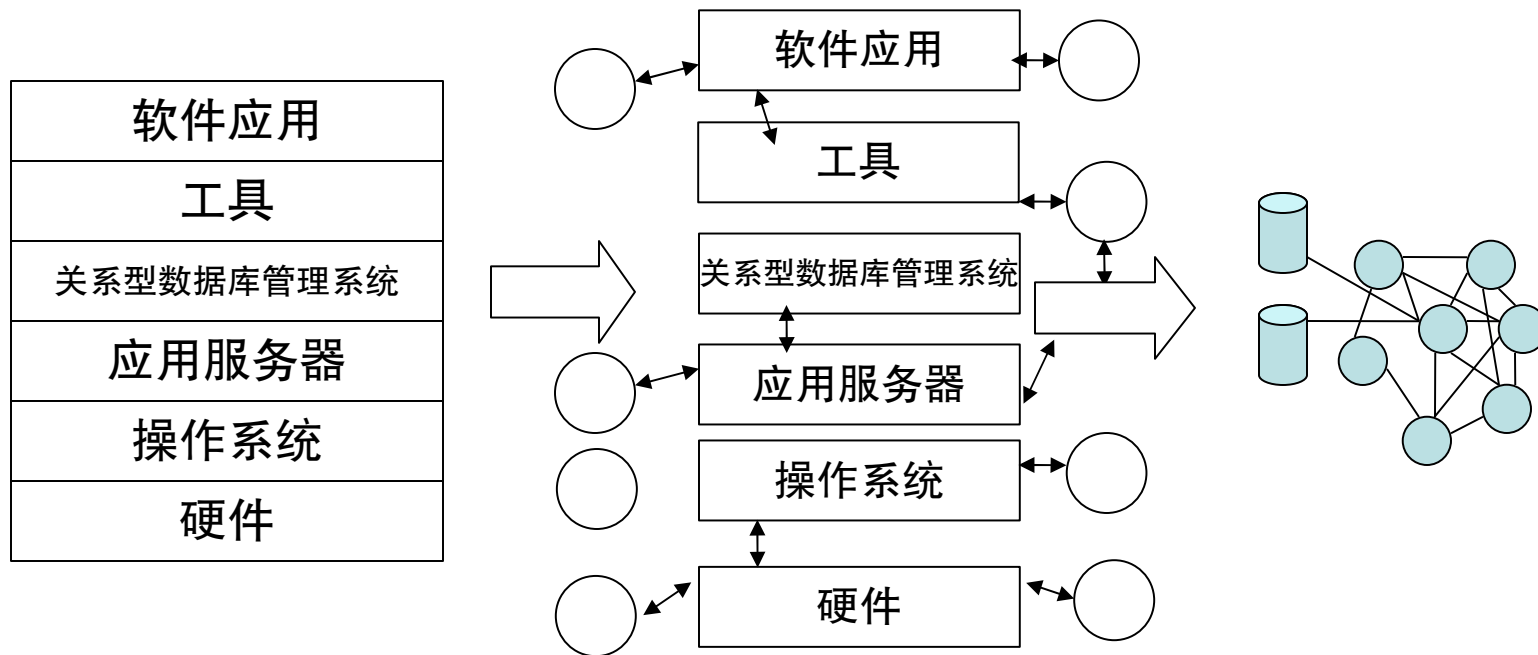 软件应用
工具
关系型数据库管理系统
应用服务器
操作系统
硬件
软件应用
工具
关系型数据库管理系统
应用服务器
操作系统
硬件